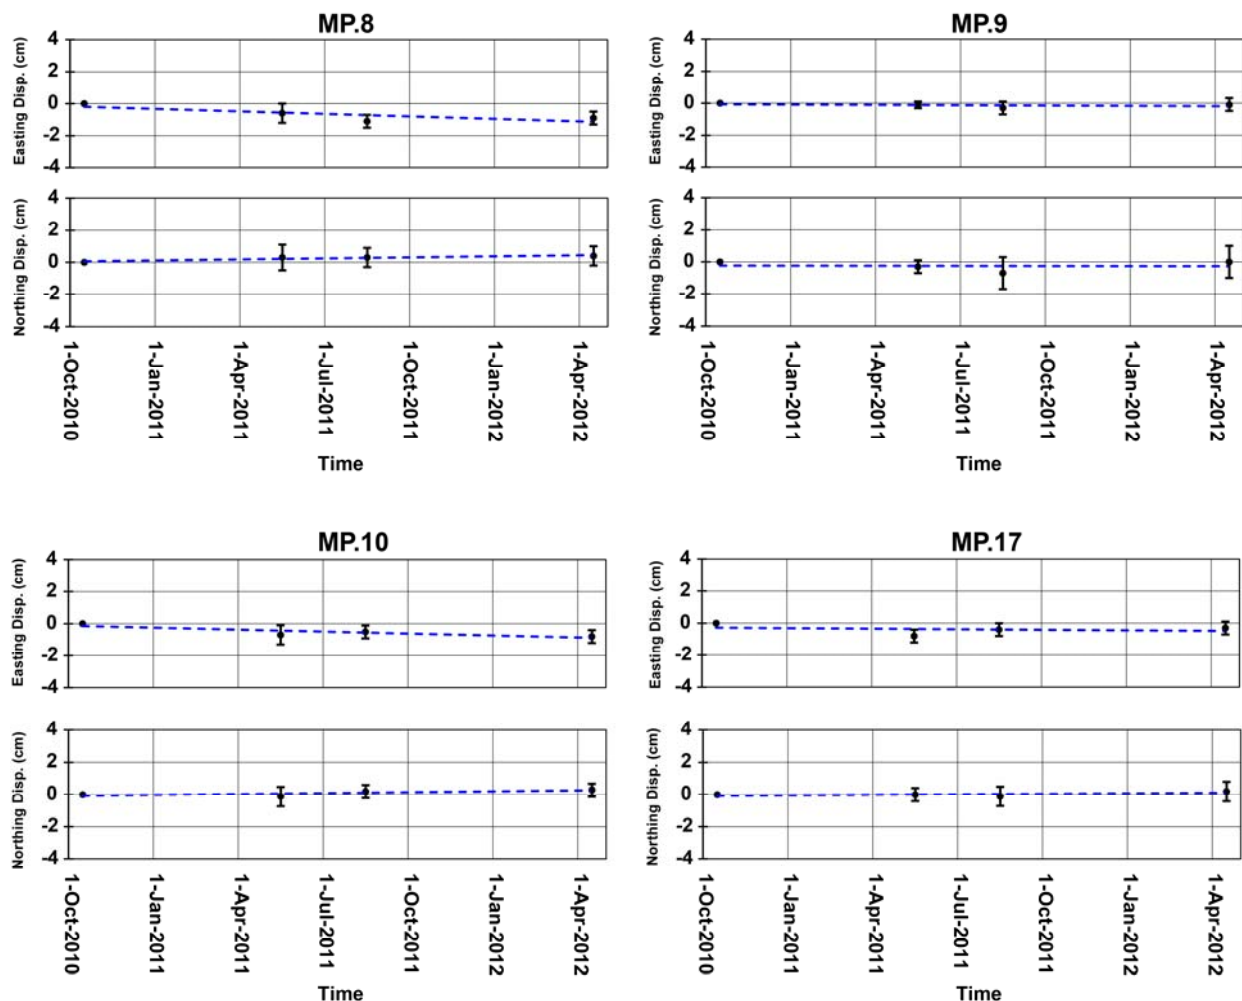 MP.8
Easting Disp. (cm)
4
2
0
-2
-4
Northing Disp. (cm)
4
2
0
-2
-4
1-Oct-2010
1-Jan-2011
1-Apr-2011
1-Jul-2011
1-Oct-2011
1-Jan-2012
1-Apr-2012
Time
MP.9
Easting Disp. (cm)
4
2
0
-2
-4
Northing Disp. (cm)
4
2
0
-2
-4
1-Oct-2010
1-Jan-2011
1-Apr-2011
1-Jul-2011
1-Oct-2011
1-Jan-2012
1-Apr-2012
Time
MP.10
Easting Disp. (cm)
4
2
0
-2
-4
Northing Disp. (cm)
4
2
0
-2
-4
1-Oct-2010
1-Jan-2011
1-Apr-2011
1-Jul-2011
1-Oct-2011
1-Jan-2012
1-Apr-2012
Time
MP.17
Easting Disp. (cm)
4
2
0
-2
-4
Northing Disp. (cm)
4
2
0
-2
-4
1-Oct-2010
1-Jan-2011
1-Apr-2011
1-Jul-2011
1-Oct-2011
1-Jan-2012
1-Apr-2012
Time